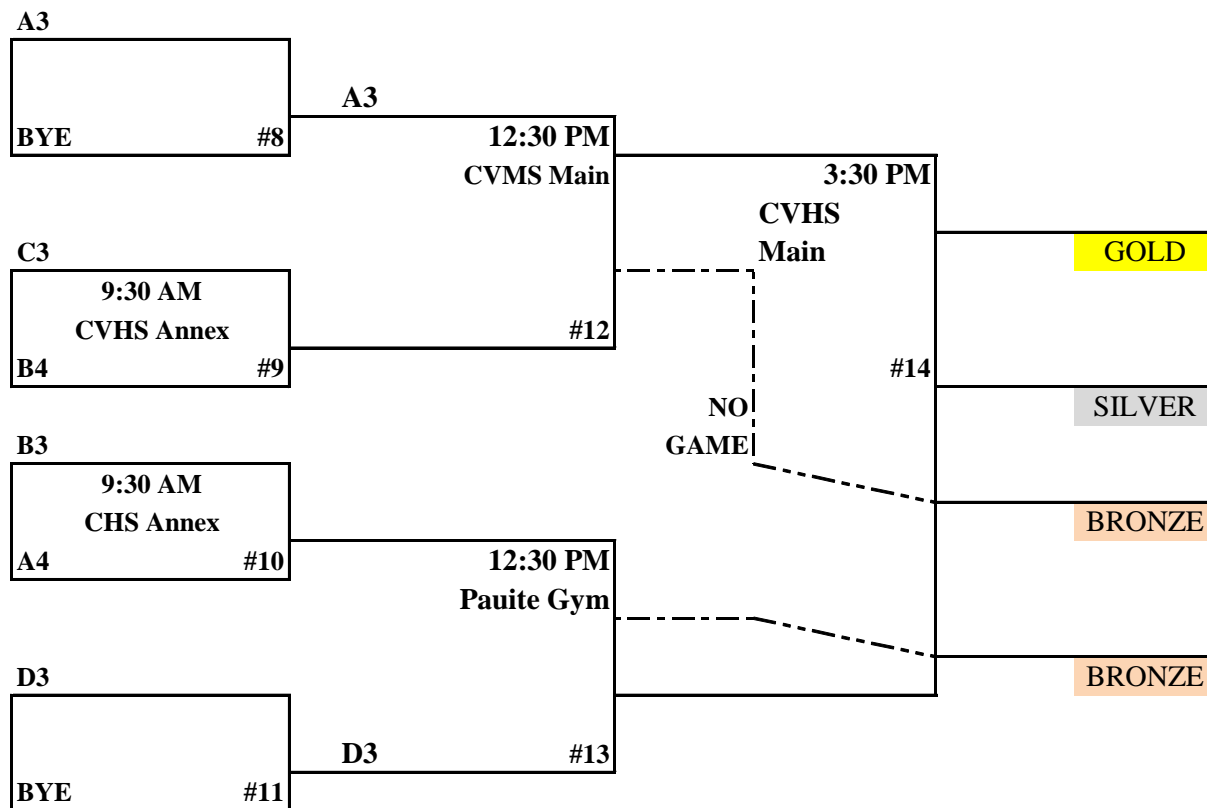 A3
BYE #8
A3
12:30 PM
CVMS Main
#12
C3
9:30 AM
CVHS Annex
B4 #9
B3
9:30 AM
CHS Annex
A4 #10
12:30 PM
Pauite Gym
#13
D3
BYE #11
D3
3:30 PM
CVHS
Main
#14
NO
GAME
GOLD
SILVER
BRONZE
BRONZE